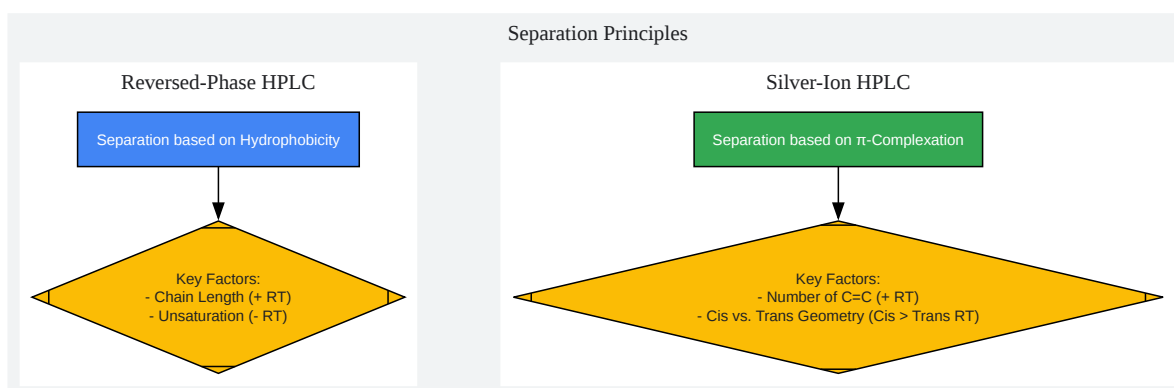 Separation Principles
Reversed-Phase HPLC
Separation based on Hydrophobicity
Key Factors:
- Chain Length (+ RT)
- Unsaturation (- RT)
Silver-Ion HPLC
Separation based on π-Complexation
Key Factors:
- Number of C=C (+ RT)
- Cis vs. Trans Geometry (Cis > Trans RT)